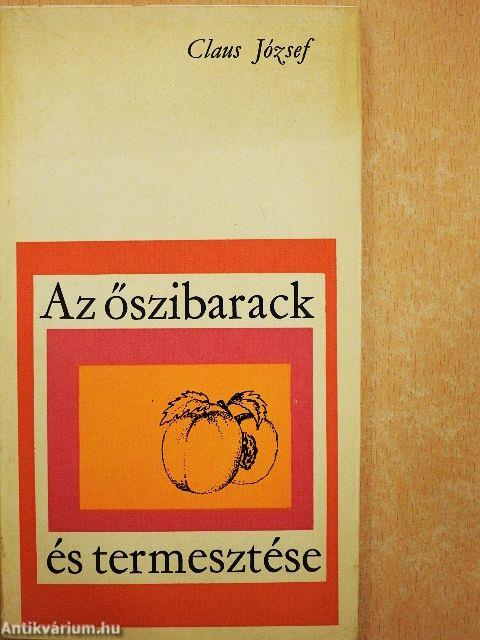 Claus József
Az őszibarack
és termesztése
Antikvárium.hu